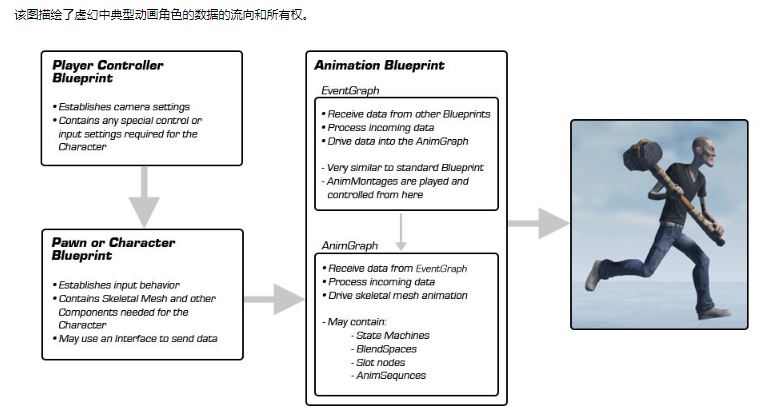 该图描绘了虚幻中典型动画角色的数据的流向和所有权。
Player Controller
Blueprint
• Establishes camera settings
• Contains any special control or
input settings required for the
Character
Pawn or Character
Blueprint
• Establishes input behavior
• Contains Skeletal Mesh and other
Components needed for the
Character
• May use an Interface to send data
Animation Blueprint
EventGraph
• Receive data from other Blueprints
• Process incoming data
• Drive data into the AnimGraph
- Very similar to standard Blueprint
- AnimMontages are played and
controlled from here
AnimGraph
• Receive data from EventGraph
• Process incoming data
• Drive skeletal mesh animation
- May contain:
- State Machines
- BlendSpaces
- Slot nodes
- AnimSequnces